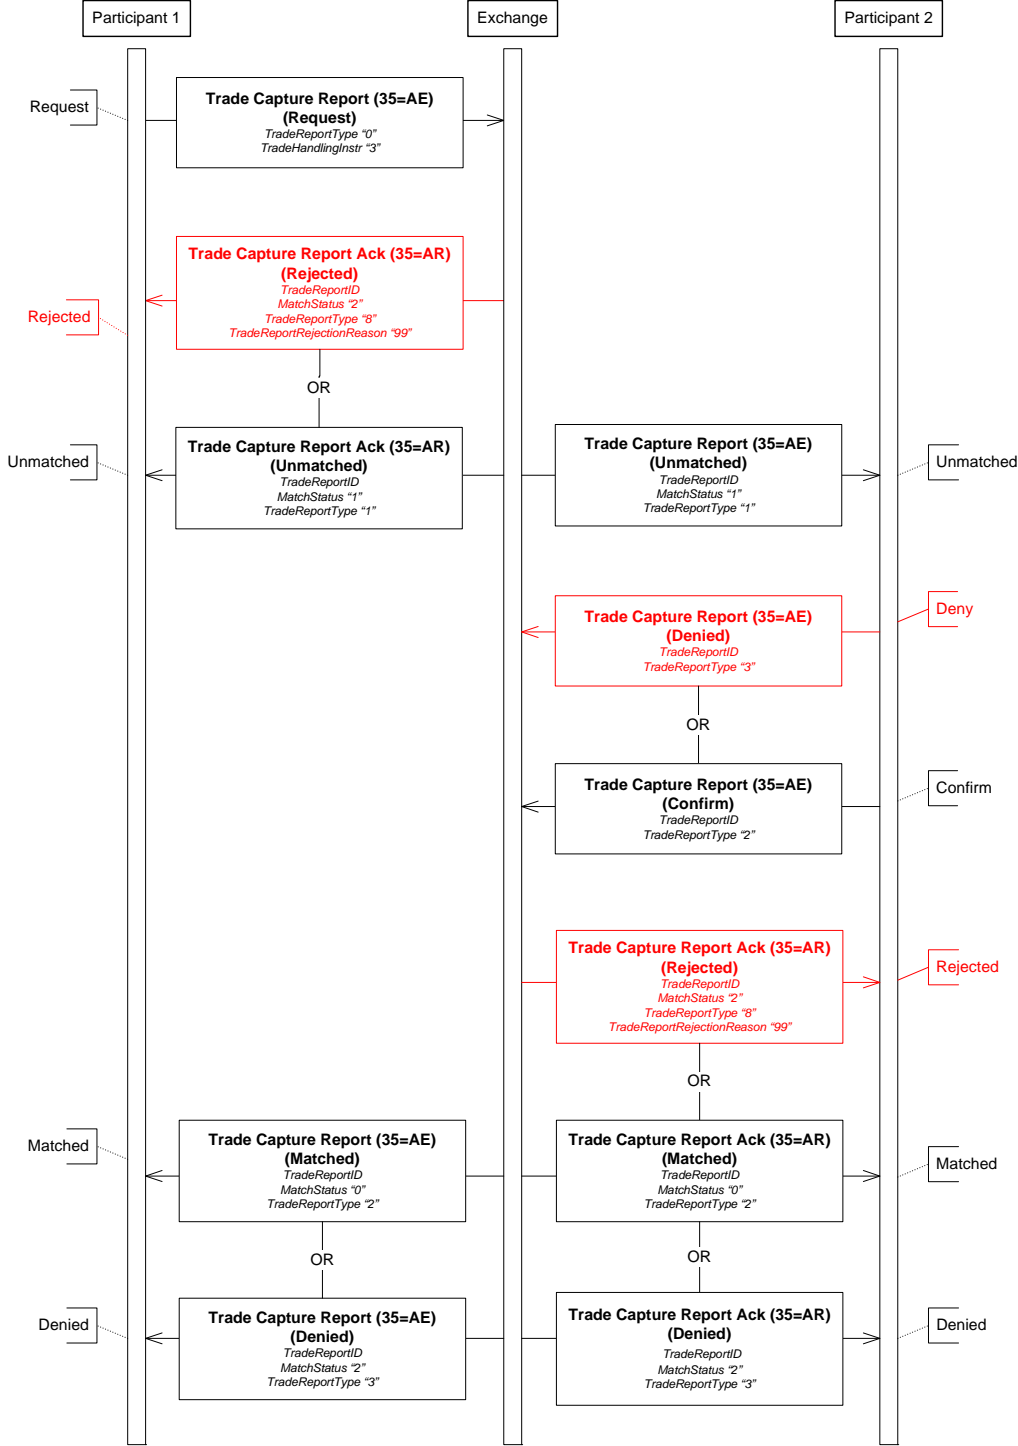 Participant 1
Exchange
Participant 2
Request
Trade Capture Report (35=AE)
(Request)
TradeReportType “0”
TradeHandlingInstr “3”
Rejected
Trade Capture Report Ack (35=AR)
(Rejected)
TradeReportID
MatchStatus “2”
TradeReportType “8”
TradeReportRejectionReason “99”
OR
Unmatched
Trade Capture Report Ack (35=AR)
(Unmatched)
TradeReportID
MatchStatus “1”
TradeReportType “1”
Trade Capture Report (35=AE)
(Unmatched)
TradeReportID
MatchStatus “1”
TradeReportType “1”
Unmatched
Trade Capture Report (35=AE)
(Denied)
TradeReportID
TradeReportType “3”
Deny
OR
Trade Capture Report (35=AE)
(Confirm)
TradeReportID
TradeReportType “2”
Confirm
Trade Capture Report Ack (35=AR)
(Rejected)
TradeReportID
MatchStatus “2”
TradeReportType “8”
TradeReportRejectionReason “99”
Rejected
OR
Matched
Trade Capture Report (35=AE)
(Matched)
TradeReportID
MatchStatus “0”
TradeReportType “2”
Trade Capture Report Ack (35=AR)
(Matched)
TradeReportID
MatchStatus “0”
TradeReportType “2”
Matched
OR
OR
Denied
Trade Capture Report (35=AE)
(Denied)
TradeReportID
MatchStatus “2”
TradeReportType “3”
Trade Capture Report Ack (35=AR)
(Denied)
TradeReportID
MatchStatus “2”
TradeReportType “3”
Denied